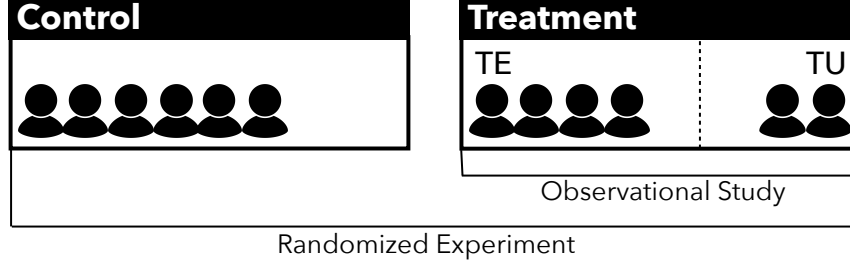 Control
Treatment
TE
TU
Observational Study
Randomized Experiment